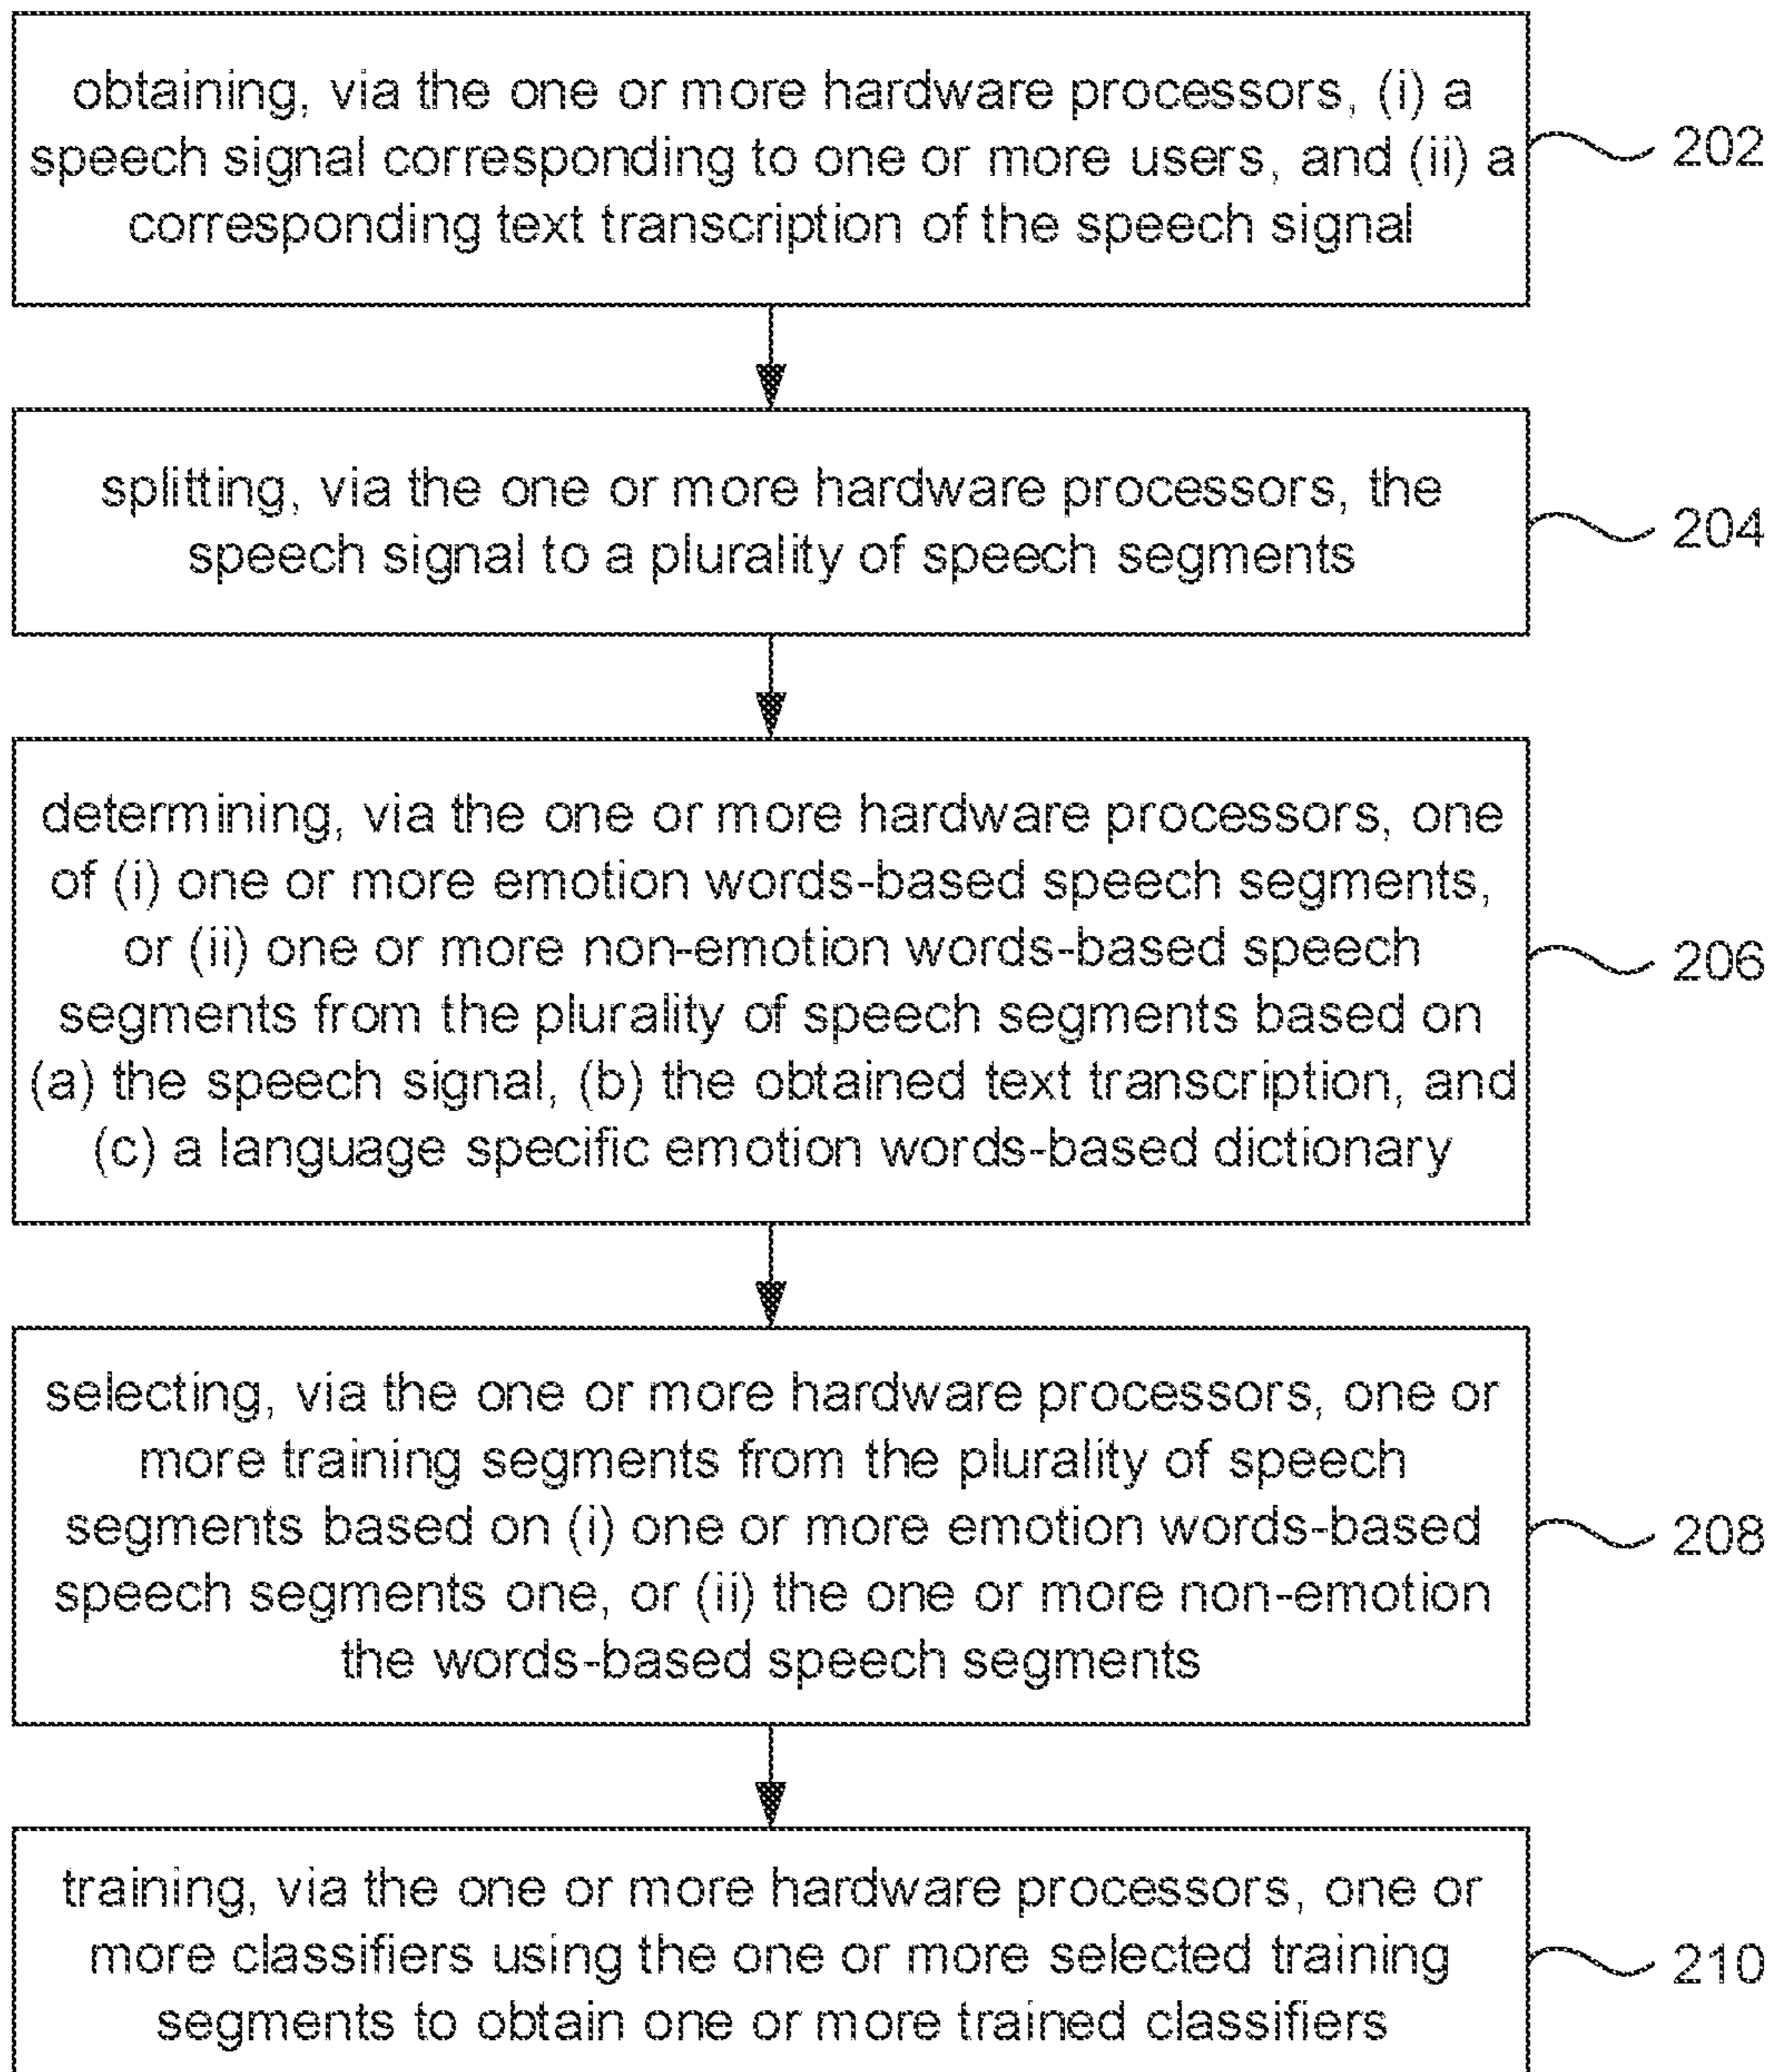 obtaining, via the one or more hardware processors, (i) a
speech signal corresponding to one or more users, and (ii) a
corresponding text transcription of the speech signal
202
splitting, via the one or more hardware processors, the
speech signal to a plurality of speech segments
204
determining, via the one or more hardware processors, one
of (i) one or more emotion words-based speech segments,
or (ii) one or more non-emotion words-based speech
segments from the plurality of speech segments based on
(a) the speech signal, (b) the obtained text transcription, and
(c) a language specific emotion words-based dictionary
206
selecting, via the one or more hardware processors, one or
more training segments from the plurality of speech
segments based on (i) one or more emotion words-based
speech segments one, or (ii) the one or more non-emotion
the words-based speech segments
208
training, via the one or more hardware processors, one or
more classifiers using the one or more selected training
segments to obtain one or more trained classifiers
210